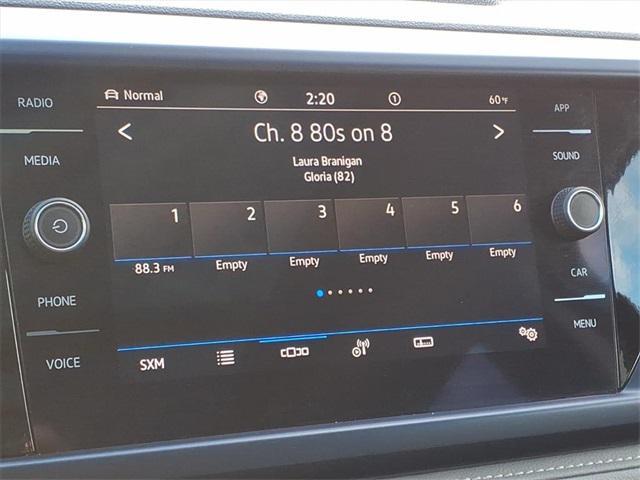 RADIO
MEDIA
PHONE
VOICE
Normal 2:20 1 60°F
Ch. 8 80s on 8
Laura Branigan
Gloria (82)
1 2 3 4 5 6
88.3 FM Empty Empty Empty Empty Empty
SXM
APP
SOUND
CAR
MENU